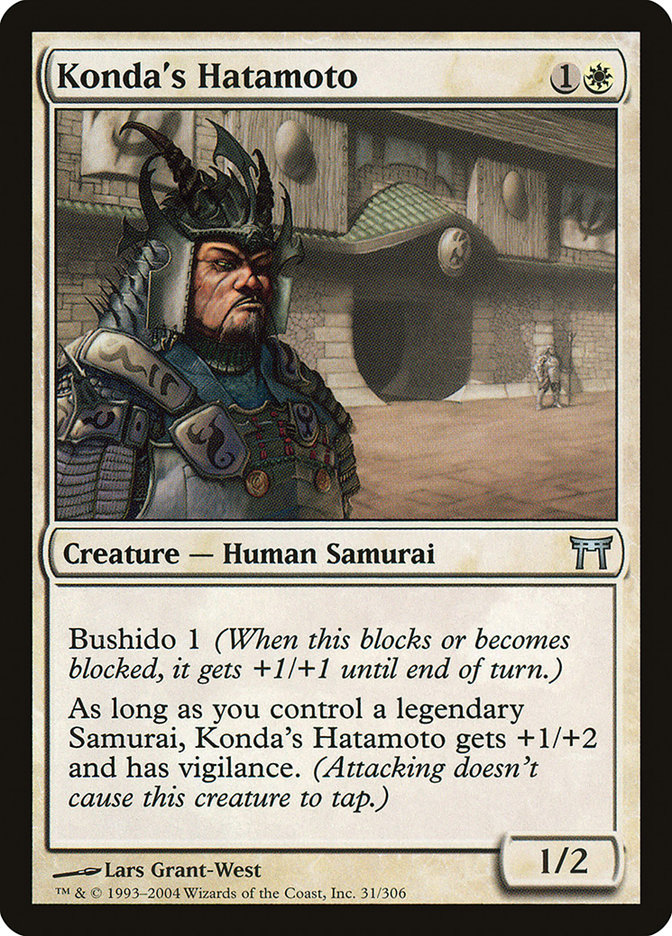 Konda's Hatamoto 1
Creature — Human Samurai
Bushido 1 (When this blocks or becomes
blocked, it gets +1/+1 until end of turn.)
As long as you control a legendary
Samurai, Konda's Hatamoto gets +1/+2
and has vigilance. (Attacking doesn't
cause this creature to tap.)
1/2
Lars Grant-West
™ & © 1993–2004 Wizards of the Coast, Inc. 31/306